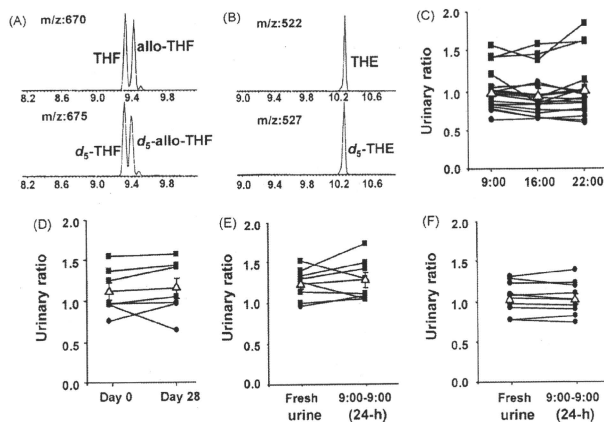 (A)
m/z:670
THF
allo-THF
8.2 8.6 9.0 9.4 9.8
m/z:675
d5-THF
d5-allo-THF
8.2 8.6 9.0 9.4 9.8
(B)
m/z:522
THE
9.0 9.4 9.8 10.2 10.6
m/z:527
d5-THE
9.0 9.4 9.8 10.2 10.6
(C)
Urinary ratio
2.0
1.5
1.0
0.5
0.0
9:00 16:00 22:00
(D)
Urinary ratio
2.0
1.5
1.0
0.5
0.0
Day 0 Day 28
(E)
Urinary ratio
2.0
1.5
1.0
0.5
0.0
Fresh 9:00-9:00
urine (24-h)
(F)
Urinary ratio
2.0
1.5
1.0
0.5
0.0
Fresh 9:00-9:00
urine (24-h)